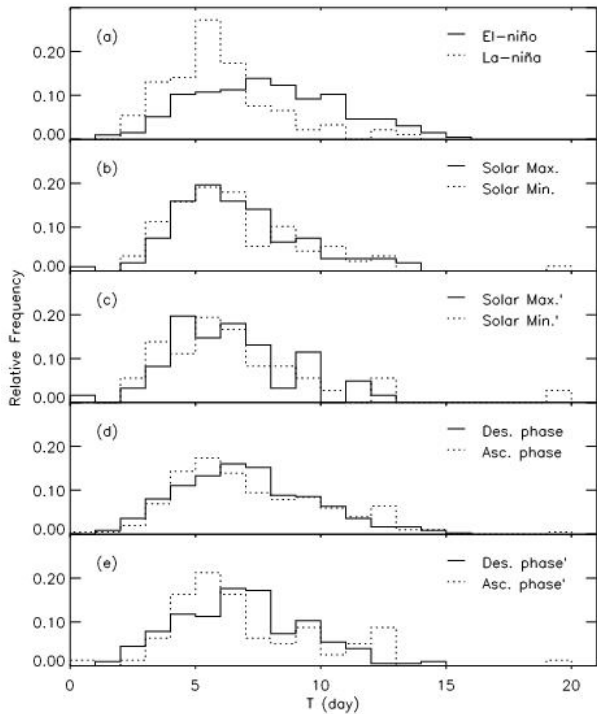 (a)
El-niño
La-niña
0.20
0.10
0.00
(b)
Solar Max.
Solar Min.
0.20
0.10
0.00
(c)
Solar Max.'
Solar Min.'
0.20
0.10
0.00
(d)
Des. phase
Asc. phase
0.20
0.10
0.00
(e)
Des. phase'
Asc. phase'
0.20
0.10
0.00
Relative Frequency
0 5 10 15 20
T (day)